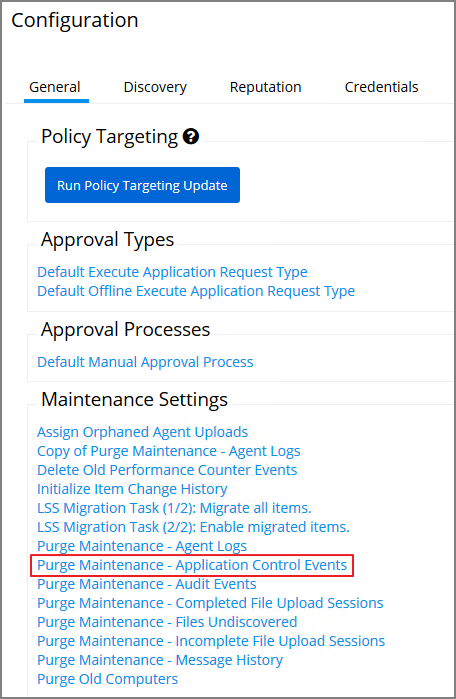 Configuration
General Discovery Reputation Credentials
Policy Targeting ?
Run Policy Targeting Update
Approval Types
Default Execute Application Request Type
Default Offline Execute Application Request Type
Approval Processes
Default Manual Approval Process
Maintenance Settings
Assign Orphaned Agent Uploads
Copy of Purge Maintenance - Agent Logs
Delete Old Performance Counter Events
Initialize Item Change History
LSS Migration Task (1/2): Migrate all items.
LSS Migration Task (2/2): Enable migrated items.
Purge Maintenance - Agent Logs
Purge Maintenance - Application Control Events
Purge Maintenance - Audit Events
Purge Maintenance - Completed File Upload Sessions
Purge Maintenance - Files Undiscovered
Purge Maintenance - Incomplete File Upload Sessions
Purge Maintenance - Message History
Purge Old Computers